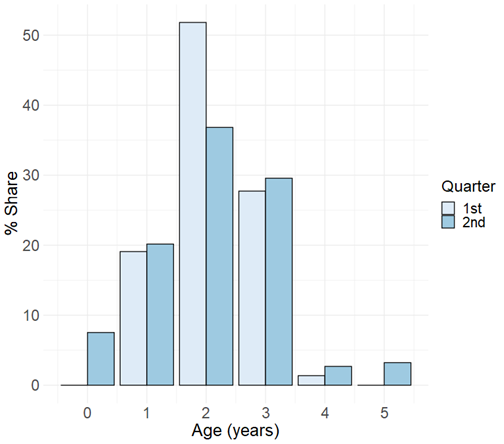 50
40
30
20
10
0
% Share
0 1 2 3 4 5
Age (years)
Quarter
1st
2nd